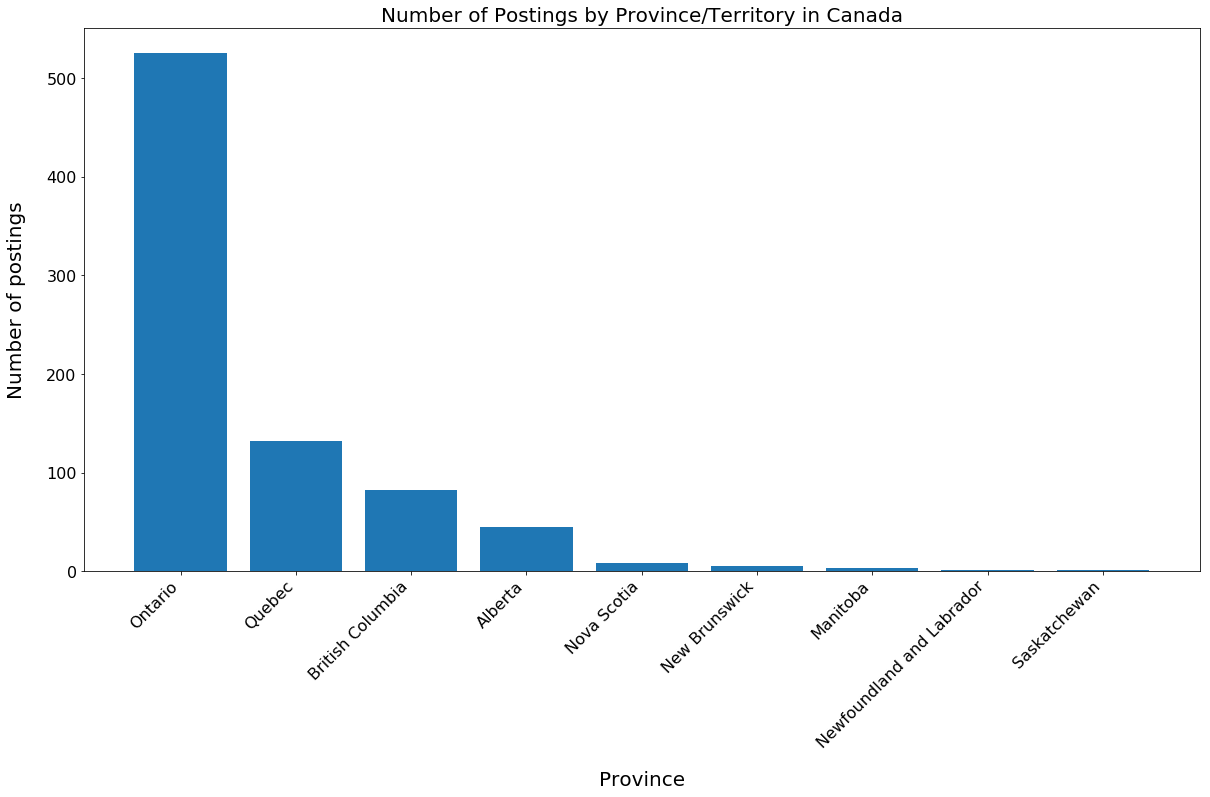 Number of Postings by Province/Territory in Canada
Number of postings
500
400
300
200
100
0
Ontario
Quebec
British Columbia
Alberta
Nova Scotia
New Brunswick
Manitoba
Newfoundland and Labrador
Saskatchewan
Province